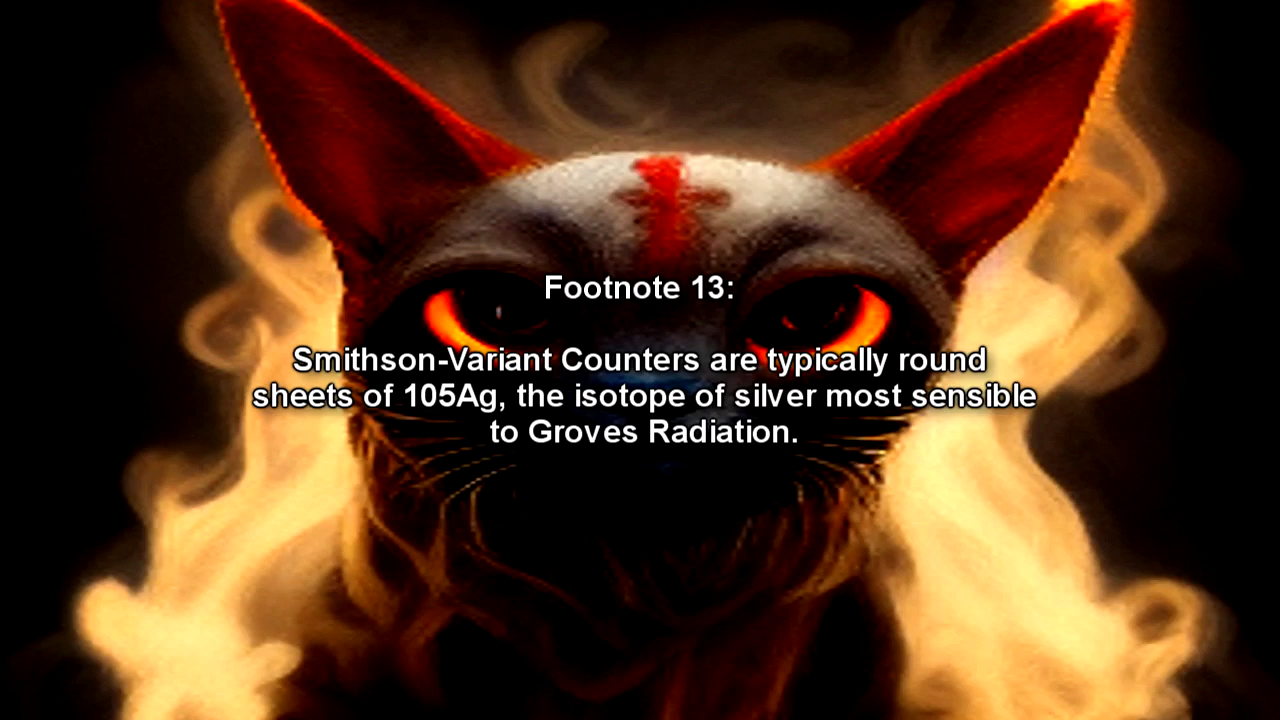 Footnote 13:
Smithson-Variant Counters are typically round
sheets of 105Ag, the isotope of silver most sensible
to Groves Radiation.